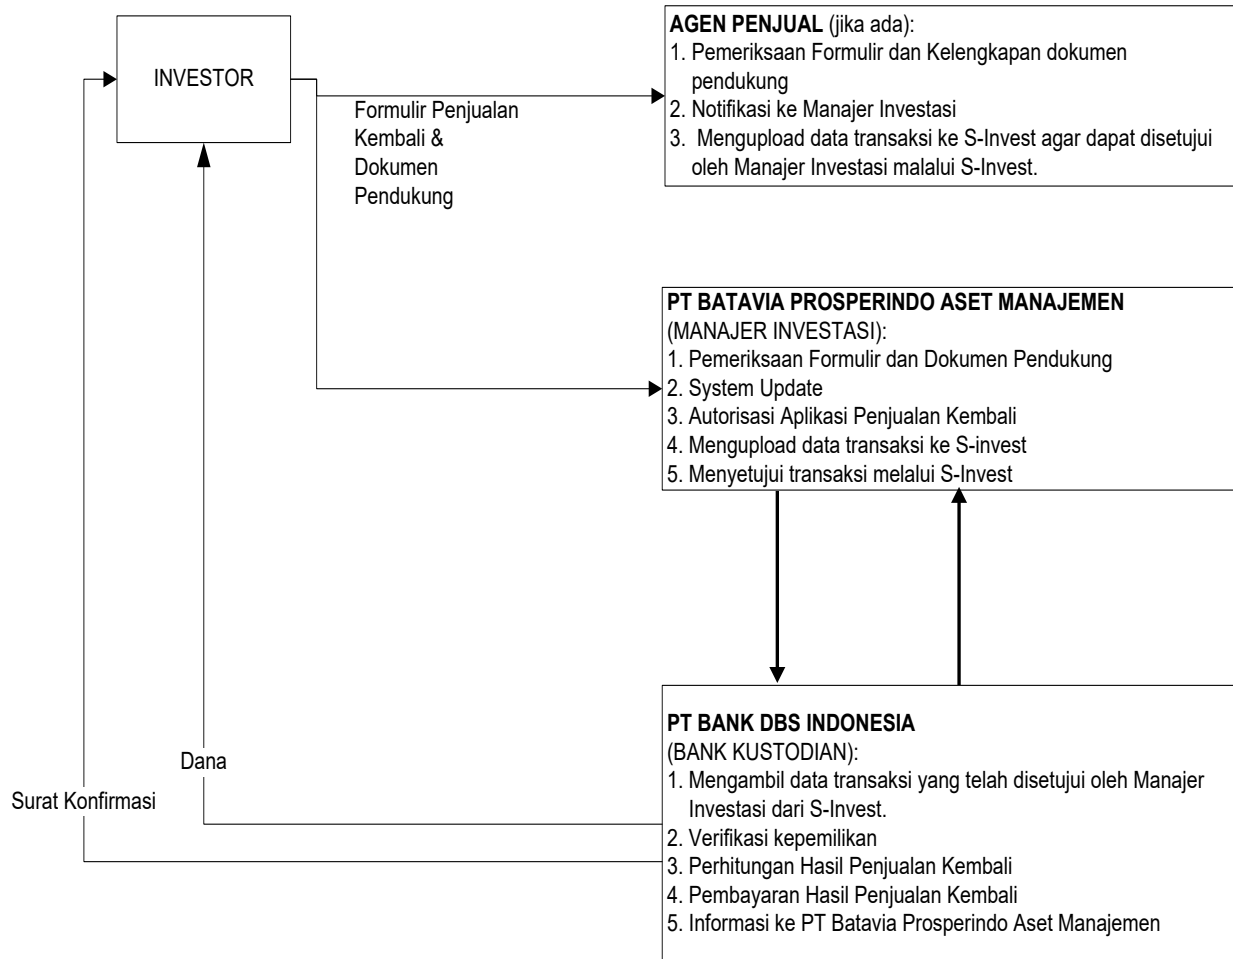 INVESTOR
Formulir Penjualan
Kembali &
Dokumen
Pendukung
AGEN PENJUAL (jika ada):
1. Pemeriksaan Formulir dan Kelengkapan dokumen
pendukung
2. Notifikasi ke Manajer Investasi
3. Mengupload data transaksi ke S-Invest agar dapat disetujui
oleh Manajer Investasi malalui S-Invest.
PT BATAVIA PROSPERINDO ASET MANAJEMEN
(MANAJER INVESTASI):
1. Pemeriksaan Formulir dan Dokumen Pendukung
2. System Update
3. Autorisasi Aplikasi Penjualan Kembali
4. Mengupload data transaksi ke S-invest
5. Menyetujui transaksi melalui S-Invest
Dana
Surat Konfirmasi
PT BANK DBS INDONESIA
(BANK KUSTODIAN):
1. Mengambil data transaksi yang telah disetujui oleh Manajer
Investasi dari S-Invest.
2. Verifikasi kepemilikan
3. Perhitungan Hasil Penjualan Kembali
4. Pembayaran Hasil Penjualan Kembali
5. Informasi ke PT Batavia Prosperindo Aset Manajemen